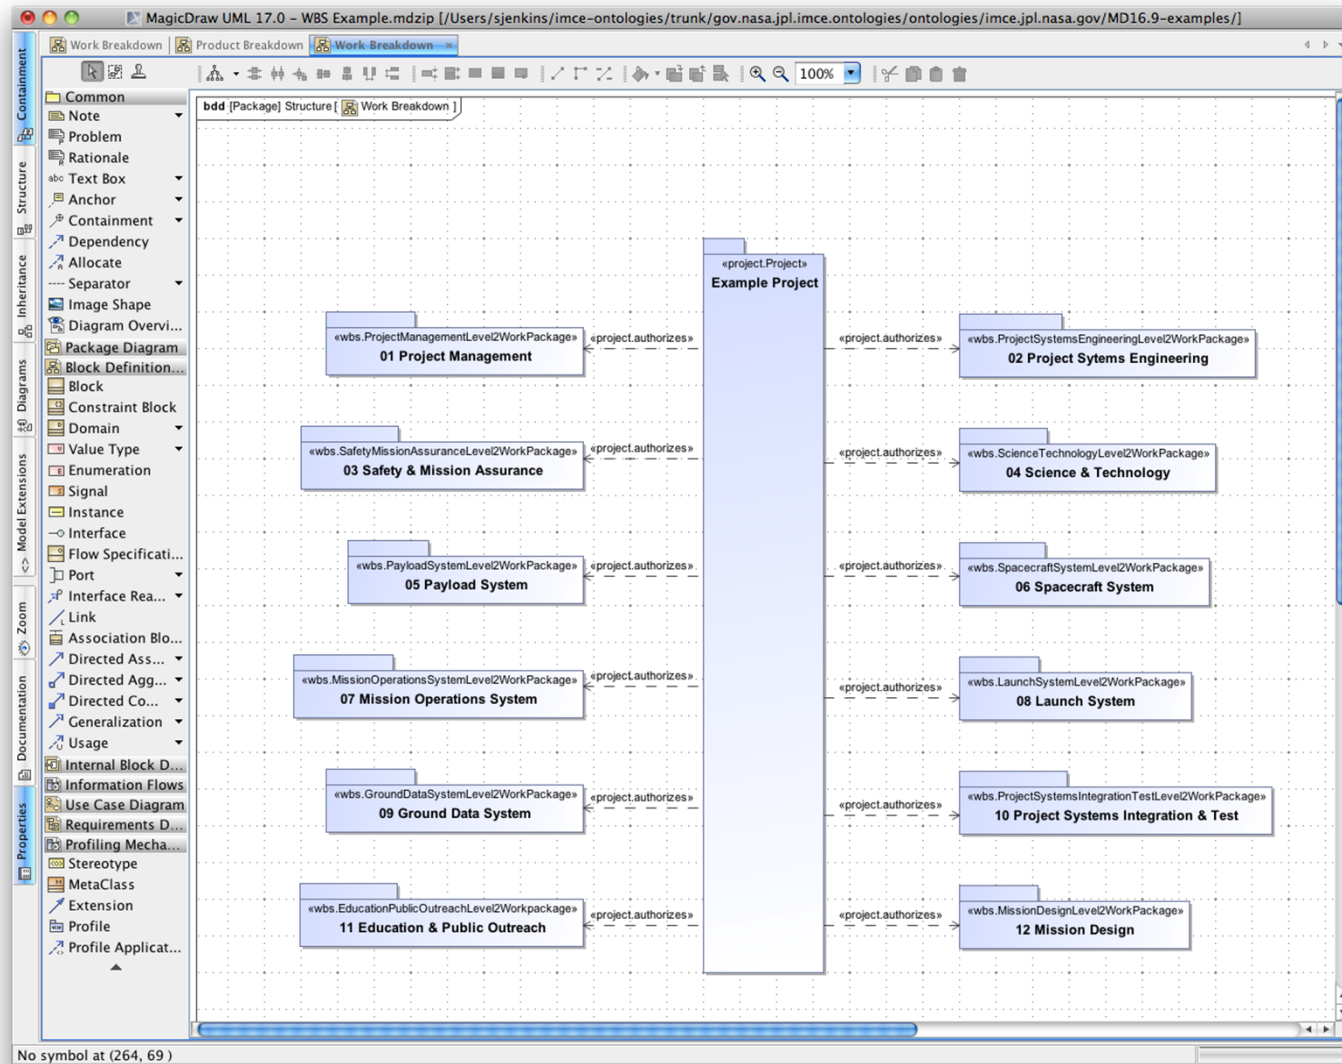 MagicDraw UML 17.0 - WBS Example.mdzip [/Users/sjenkins/imce-ontologies/trunk/gov.nasa.jpl.imce.ontologies/ontologies/imce.jpl.nasa.gov/MD16.9-examples/]
Work Breakdown
Product Breakdown
Work Breakdown
100%
Containment
Structure
Inheritance
Diagrams
Model Extensions
Zoom
Documentation
Properties
Common
Note
Problem
Rationale
abc Text Box
Anchor
Containment
Dependency
Allocate
Separator
Image Shape
Diagram Overvi...
Package Diagram
Block Definition...
Block
Constraint Block
Domain
Value Type
Enumeration
Signal
Instance
Interface
Flow Specificati...
Port
Interface Rea...
Link
Association Blo...
Directed Ass...
Directed Agg...
Directed Co...
Generalization
Usage
Internal Block D...
Information Flows
Use Case Diagram
Requirements D...
Profiling Mecha...
Stereotype
MetaClass
Extension
Profile
Profile Applicat...
bdd [Package] Structure [ Work Breakdown ]
«project.Project»
Example Project
«wbs.ProjectManagementLevel2WorkPackage»
01 Project Management
«project.authorizes»
«project.authorizes»
«wbs.ProjectSystemsEngineeringLevel2WorkPackage»
02 Project Sytems Engineering
«wbs.SafetyMissionAssuranceLevel2WorkPackage»
03 Safety & Mission Assurance
«project.authorizes»
«project.authorizes»
«wbs.ScienceTechnologyLevel2WorkPackage»
04 Science & Technology
«wbs.PayloadSystemLevel2WorkPackage»
05 Payload System
«project.authorizes»
«project.authorizes»
«wbs.SpacecraftSystemLevel2WorkPackage»
06 Spacecraft System
«wbs.MissionOperationsSystemLevel2WorkPackage»
07 Mission Operations System
«project.authorizes»
«project.authorizes»
«wbs.LaunchSystemLevel2WorkPackage»
08 Launch System
«wbs.GroundDataSystemLevel2WorkPackage»
09 Ground Data System
«project.authorizes»
«project.authorizes»
«wbs.ProjectSystemsIntegrationTestLevel2WorkPackage»
10 Project Systems Integration & Test
«wbs.EducationPublicOutreachLevel2Workpackage»
11 Education & Public Outreach
«project.authorizes»
«project.authorizes»
«wbs.MissionDesignLevel2WorkPackage»
12 Mission Design
No symbol at (264, 69 )